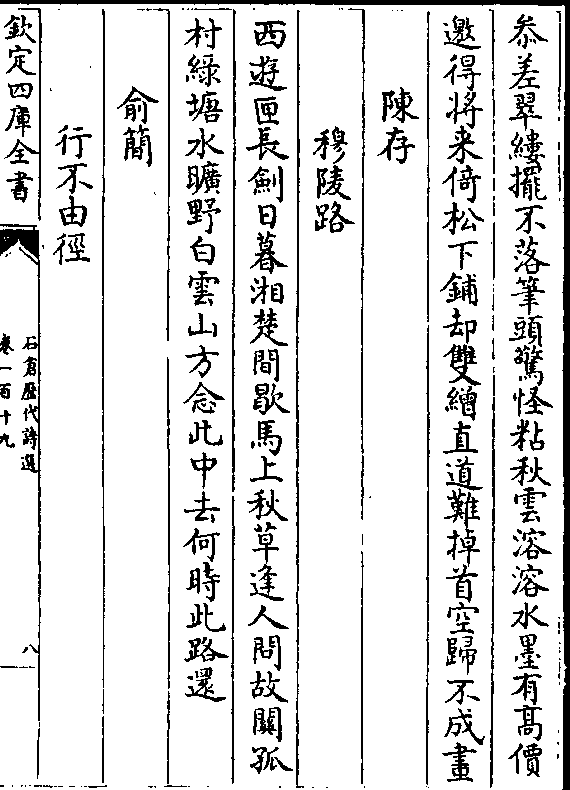 叅差翠縷擺不落筆頭驚怪粘秋雲溶溶水墨有髙價
邀得將来倚松下鋪却雙繒直道難掉首空歸不成畫
陳存
穆陵路
西遊匣長劍日暮湘楚間歇馬上秋草逢人問故關孤
村綠塘水曠野白雲山方念此中去何時此路還
俞簡
行不由徑
欽定四庫全書
石倉歴代詩選
卷一百十九
八